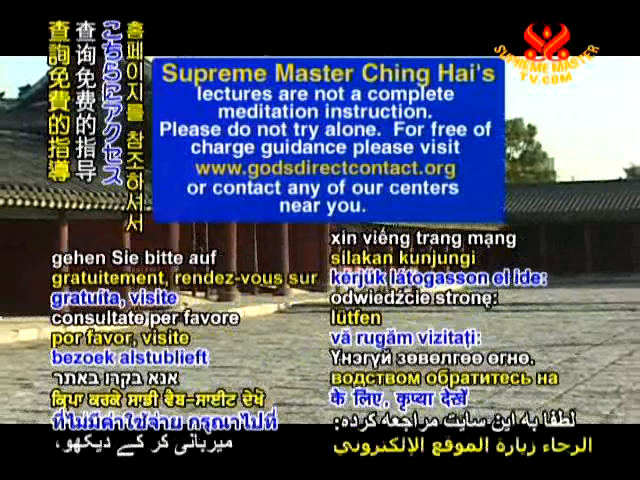 查詢免費的指導
查询免费的指导
こちらにアクセス
홈페이지를 참조하셔서
SUPREME MASTER
TV.COM
Supreme Master Ching Hai's
lectures are not a complete
meditation instruction.
Please do not try alone. For free of
charge guidance please visit
www.godsdirectcontact.org
or contact any of our centers
near you.
gehen Sie bitte auf
gratuitement, rendez-vous sur
gratuita, visite
consultate per favore
por favor, visite
bezoek alstublieft
אנא בקרו באתר
ਕ੍ਰਿਪਾ ਕਰਕੇ ਸਾਡੀ ਵੈਬ-ਸਾਈਟ ਦੇਖੋਂ
ที่ไม่มีค่าใช้จ่าย กรุณาไปที่
میربانی کر کے دیکھو،
xin viếng trang mạng
silakan kunjungi
kérjük látogasson el ide:
odwiedźcie stronę:
lütfen
vă rugăm vizitaţi:
Үнэгүй зөвөлгөө өгнө.
водством обратитесь на
के लिए, कृप्या देखें
لطفا به این سایت مراجعه کرده:
الرجاء زيارة الموقع الإلكتروني